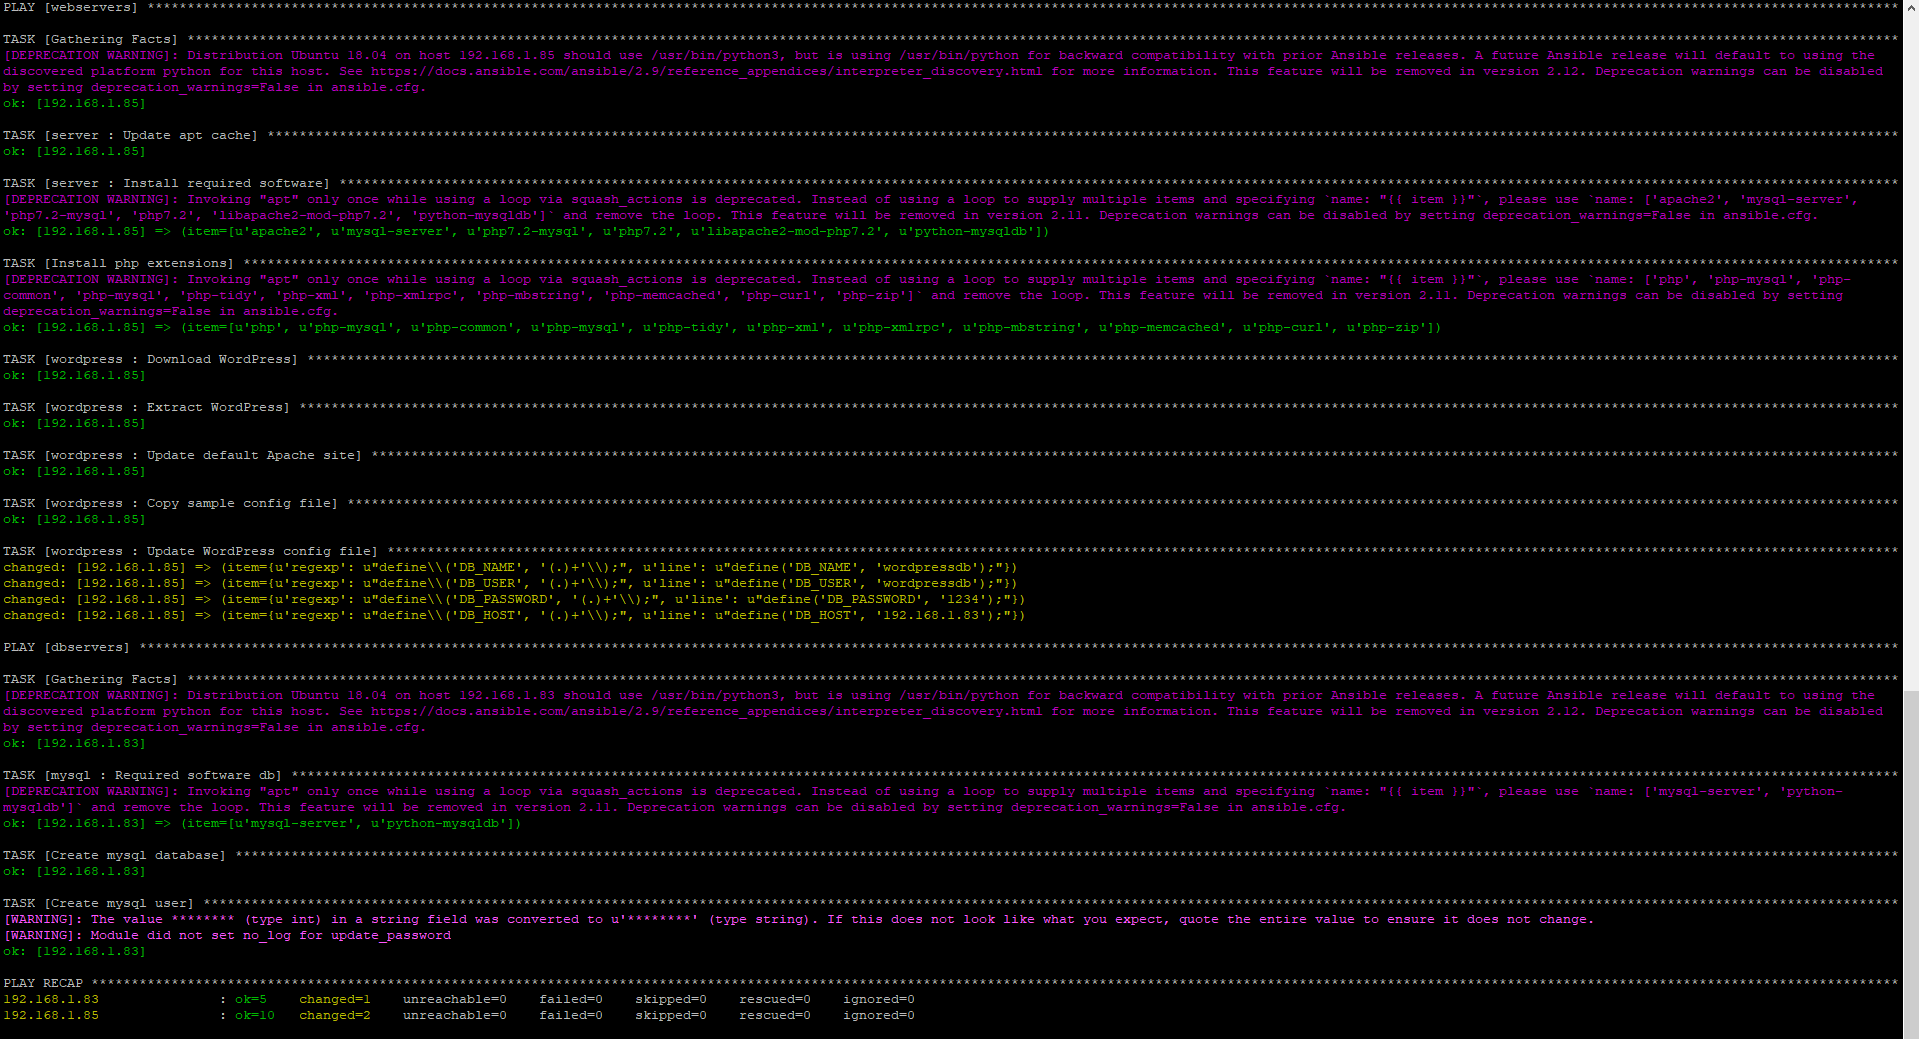 PLAY [webservers] ********************
TASK [Gathering Facts] ********************
[DEPRECATION WARNING]: Distribution Ubuntu 18.04 on host 192.168.1.85 should use /usr/bin/python3, but is using /usr/bin/python for backward compatibility with prior Ansible releases. A future Ansible release will default to using the
discovered platform python for this host. See https://docs.ansible.com/ansible/2.9/reference_appendices/interpreter_discovery.html for more information. This feature will be removed in version 2.12. Deprecation warnings can be disabled
by setting deprecation_warnings=False in ansible.cfg.
ok: [192.168.1.85]
TASK [server : Update apt cache] ********************
ok: [192.168.1.85]
TASK [server : Install required software] ********************
[DEPRECATION WARNING]: Invoking "apt" only once while using a loop via squash_actions is deprecated. Instead of using a loop to supply multiple items and specifying `name: "{{ item }}"`, please use `name: ['apache2', 'mysql-server',
'php7.2-mysql', 'php7.2', 'libapache2-mod-php7.2', 'python-mysqldb']` and remove the loop. This feature will be removed in version 2.11. Deprecation warnings can be disabled by setting deprecation_warnings=False in ansible.cfg.
ok: [192.168.1.85] => (item=[u'apache2', u'mysql-server', u'php7.2-mysql', u'php7.2', u'libapache2-mod-php7.2', u'python-mysqldb'])
TASK [Install php extensions] ********************
[DEPRECATION WARNING]: Invoking "apt" only once while using a loop via squash_actions is deprecated. Instead of using a loop to supply multiple items and specifying `name: "{{ item }}"`, please use `name: ['php', 'php-mysql', 'php-
common', 'php-mysql', 'php-tidy', 'php-xml', 'php-xmlrpc', 'php-mbstring', 'php-memcached', 'php-curl', 'php-zip']` and remove the loop. This feature will be removed in version 2.11. Deprecation warnings can be disabled by setting
deprecation_warnings=False in ansible.cfg.
ok: [192.168.1.85] => (item=[u'php', u'php-mysql', u'php-common', u'php-mysql', u'php-tidy', u'php-xml', u'php-xmlrpc', u'php-mbstring', u'php-memcached', u'php-curl', u'php-zip'])
TASK [wordpress : Download WordPress] ********************
ok: [192.168.1.85]
TASK [wordpress : Extract WordPress] ********************
ok: [192.168.1.85]
TASK [wordpress : Update default Apache site] ********************
ok: [192.168.1.85]
TASK [wordpress : Copy sample config file] ********************
ok: [192.168.1.85]
TASK [wordpress : Update WordPress config file] ********************
changed: [192.168.1.85] => (item={u'regexp': u"define\\('DB_NAME', '(.)+'\\);", u'line': u"define('DB_NAME', 'wordpressdb');"})
changed: [192.168.1.85] => (item={u'regexp': u"define\\('DB_USER', '(.)+'\\);", u'line': u"define('DB_USER', 'wordpressdb');"})
changed: [192.168.1.85] => (item={u'regexp': u"define\\('DB_PASSWORD', '(.)+'\\);", u'line': u"define('DB_PASSWORD', '1234');"})
changed: [192.168.1.85] => (item={u'regexp': u"define\\('DB_HOST', '(.)+'\\);", u'line': u"define('DB_HOST', '192.168.1.83');"})
PLAY [dbservers] ********************
TASK [Gathering Facts] ********************
[DEPRECATION WARNING]: Distribution Ubuntu 18.04 on host 192.168.1.83 should use /usr/bin/python3, but is using /usr/bin/python for backward compatibility with prior Ansible releases. A future Ansible release will default to using the
discovered platform python for this host. See https://docs.ansible.com/ansible/2.9/reference_appendices/interpreter_discovery.html for more information. This feature will be removed in version 2.12. Deprecation warnings can be disabled
by setting deprecation_warnings=False in ansible.cfg.
ok: [192.168.1.83]
TASK [mysql : Required software db] ********************
[DEPRECATION WARNING]: Invoking "apt" only once while using a loop via squash_actions is deprecated. Instead of using a loop to supply multiple items and specifying `name: "{{ item }}"`, please use `name: ['mysql-server', 'python-
mysqldb']` and remove the loop. This feature will be removed in version 2.11. Deprecation warnings can be disabled by setting deprecation_warnings=False in ansible.cfg.
ok: [192.168.1.83] => (item=[u'mysql-server', u'python-mysqldb'])
TASK [Create mysql database] ********************
ok: [192.168.1.83]
TASK [Create mysql user] ********************
[WARNING]: The value ******** (type int) in a string field was converted to u'********' (type string). If this does not look like what you expect, quote the entire value to ensure it does not change.
[WARNING]: Module did not set no_log for update_password
ok: [192.168.1.83]
PLAY RECAP ********************
192.168.1.83 : ok=5 changed=1 unreachable=0 failed=0 skipped=0 rescued=0 ignored=0
192.168.1.85 : ok=10 changed=2 unreachable=0 failed=0 skipped=0 rescued=0 ignored=0